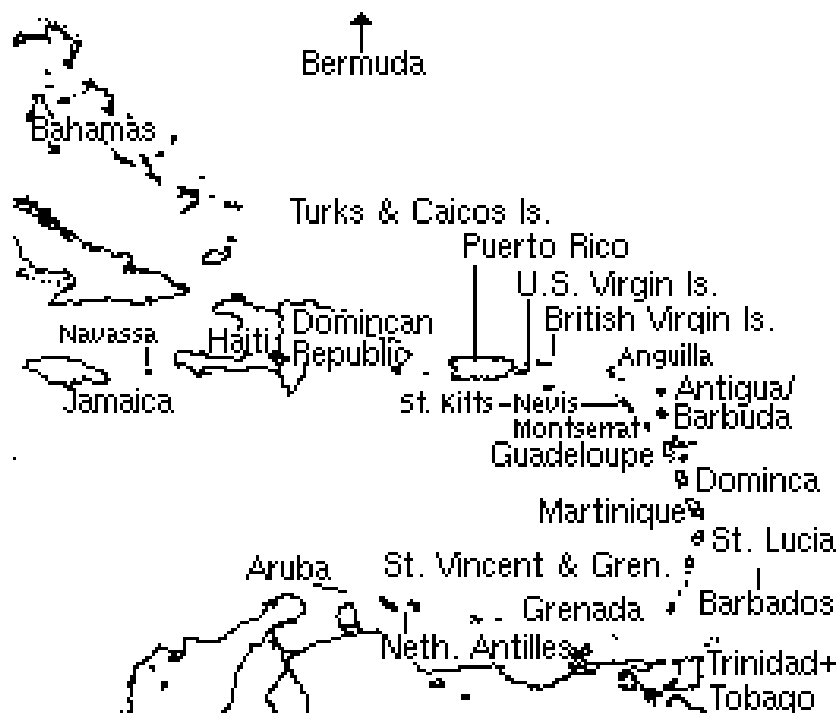 Bermuda
Bahamas
Turks & Caicos Is.
Puerto Rico
U.S. Virgin Is.
British Virgin Is.
Navassa
Haiti
Domincan
Republic
Anguilla
Jamaica
Antigua/
Barbuda
St. Kitts-Nevis
Montserrat
Guadeloupe
Dominca
Martinique
St. Lucia
St. Vincent & Gren.
Aruba
Grenada
Barbados
Neth. Antilles
Trinidad+
Tobago